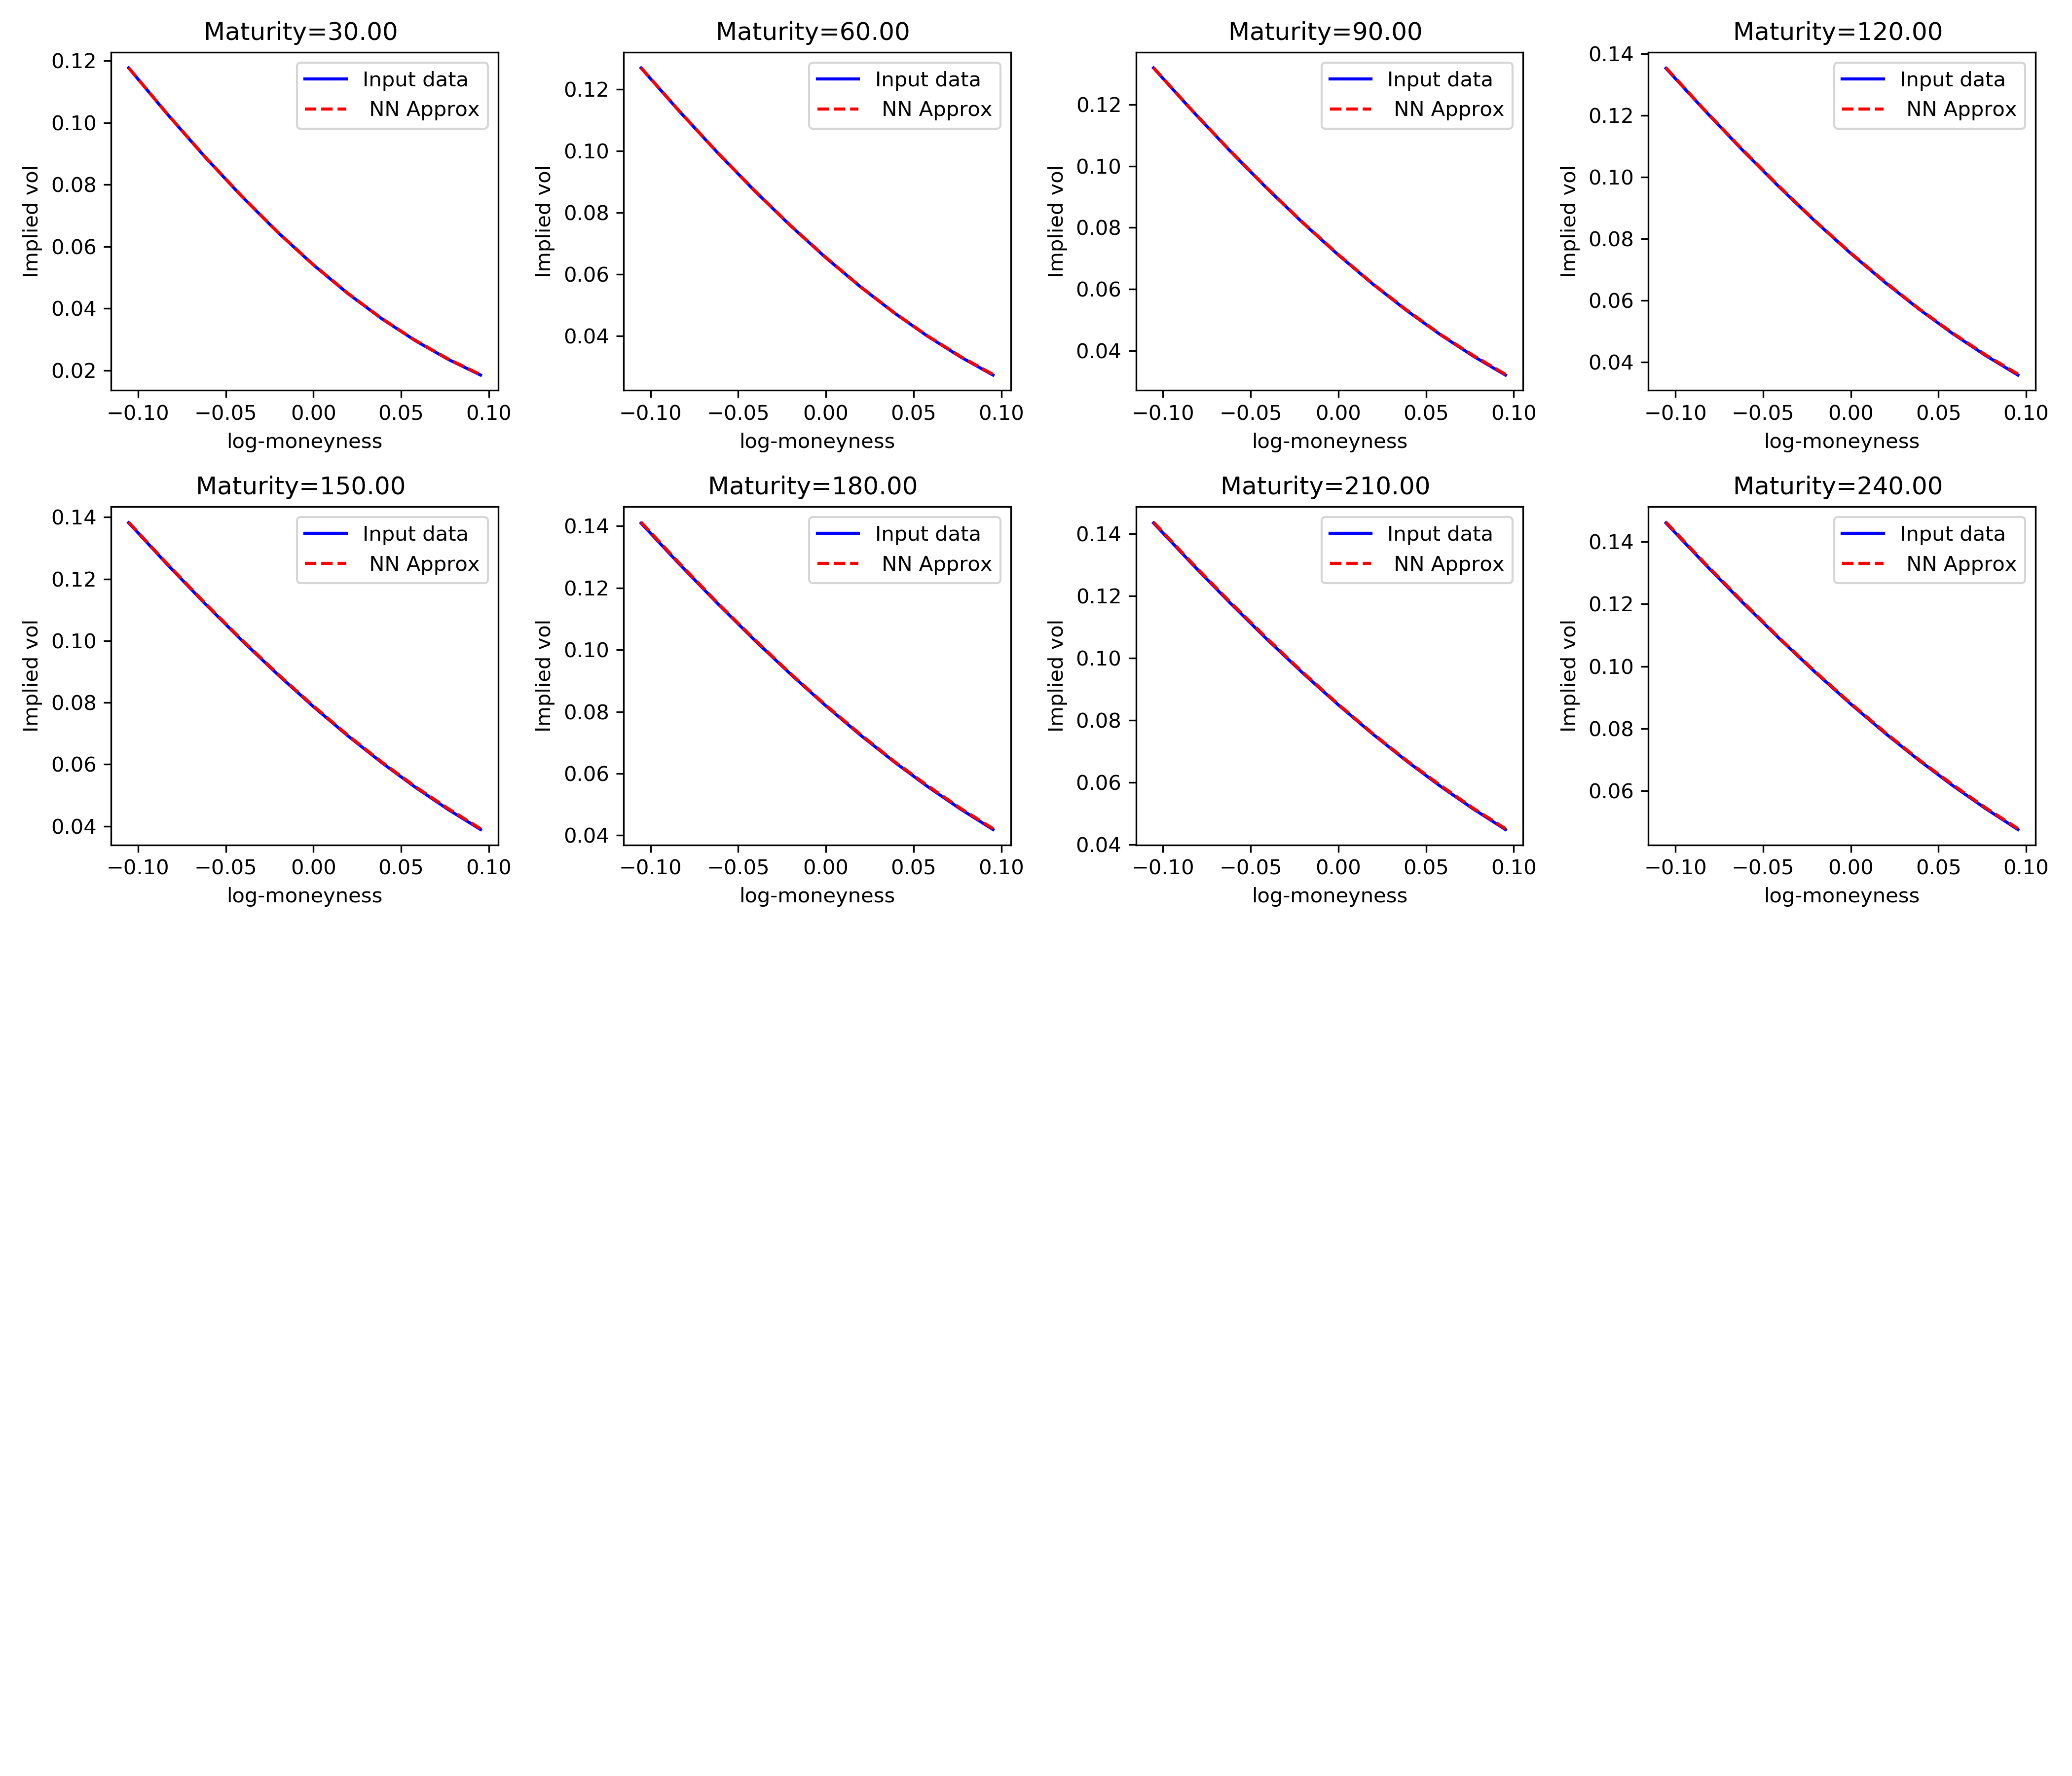 Maturity=30.00
Input data
NN Approx
0.12
0.10
0.08
0.06
0.04
0.02
Implied vol
−0.10 −0.05 0.00 0.05 0.10
log-moneyness
Maturity=60.00
Input data
NN Approx
0.12
0.10
0.08
0.06
0.04
Implied vol
−0.10 −0.05 0.00 0.05 0.10
log-moneyness
Maturity=90.00
Input data
NN Approx
0.12
0.10
0.08
0.06
0.04
Implied vol
−0.10 −0.05 0.00 0.05 0.10
log-moneyness
Maturity=120.00
Input data
NN Approx
0.14
0.12
0.10
0.08
0.06
0.04
Implied vol
−0.10 −0.05 0.00 0.05 0.10
log-moneyness
Maturity=150.00
Input data
NN Approx
0.14
0.12
0.10
0.08
0.06
0.04
Implied vol
−0.10 −0.05 0.00 0.05 0.10
log-moneyness
Maturity=180.00
Input data
NN Approx
0.14
0.12
0.10
0.08
0.06
0.04
Implied vol
−0.10 −0.05 0.00 0.05 0.10
log-moneyness
Maturity=210.00
Input data
NN Approx
0.14
0.12
0.10
0.08
0.06
0.04
Implied vol
−0.10 −0.05 0.00 0.05 0.10
log-moneyness
Maturity=240.00
Input data
NN Approx
0.14
0.12
0.10
0.08
0.06
Implied vol
−0.10 −0.05 0.00 0.05 0.10
log-moneyness